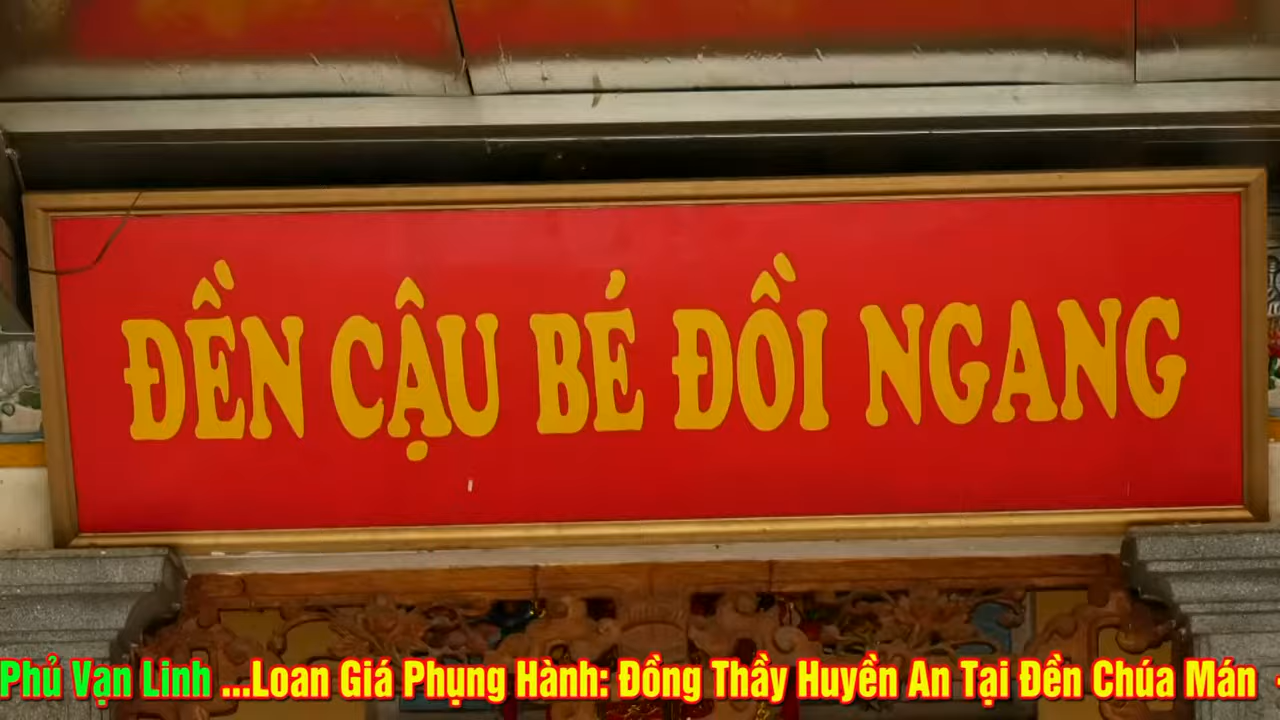 ĐỀN CẬU BÉ ĐỒI NGANG
Phủ Vạn Linh ...Loan Giá Phụng Hành: Đồng Thầy Huyền An Tại Đền Chúa Mán -